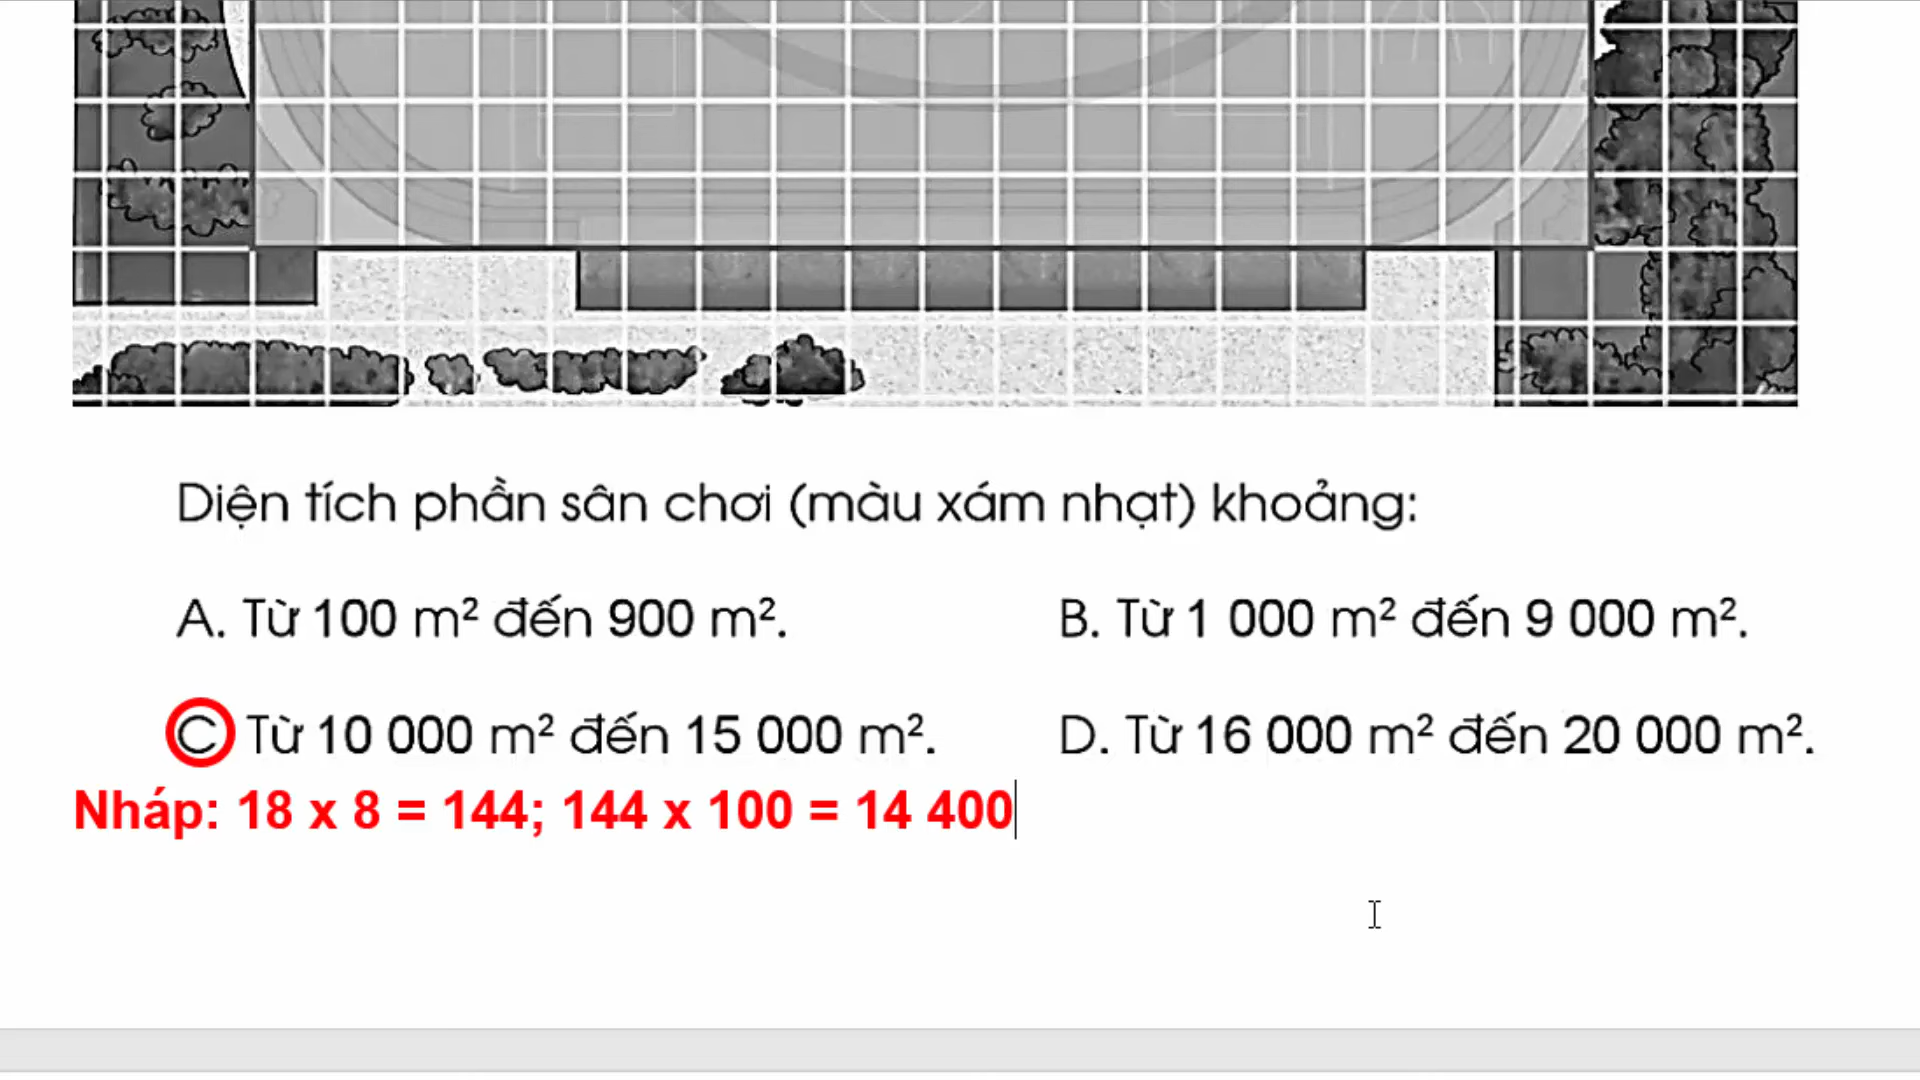 Diện tích phần sân chơi (màu xám nhạt) khoảng:
A. Từ 100 m² đến 900 m².
B. Từ 1 000 m² đến 9 000 m².
C Từ 10 000 m² đến 15 000 m².
D. Từ 16 000 m² đến 20 000 m².
Nháp: 18 x 8 = 144; 144 x 100 = 14 400